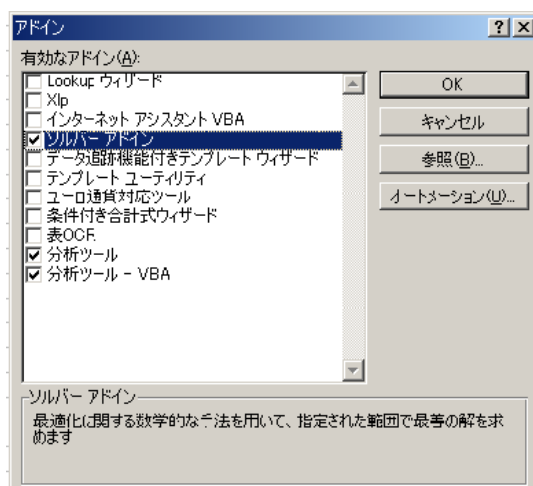 アドイン
有効なアドイン(A):
Lookup ウィザード
Xlp
インターネット アシスタント VBA
ソルバー アドイン
データ追跡機能付きテンプレート ウィザード
テンプレート ユーティリティ
ユーロ通貨対応ツール
条件付き合計式ウィザード
表OCR
分析ツール
分析ツール - VBA
OK
キャンセル
参照(B)...
オートメーション(U)...
ソルバー アドイン
最適化に関する数学的な手法を用いて、指定された範囲で最善の解を求
めます